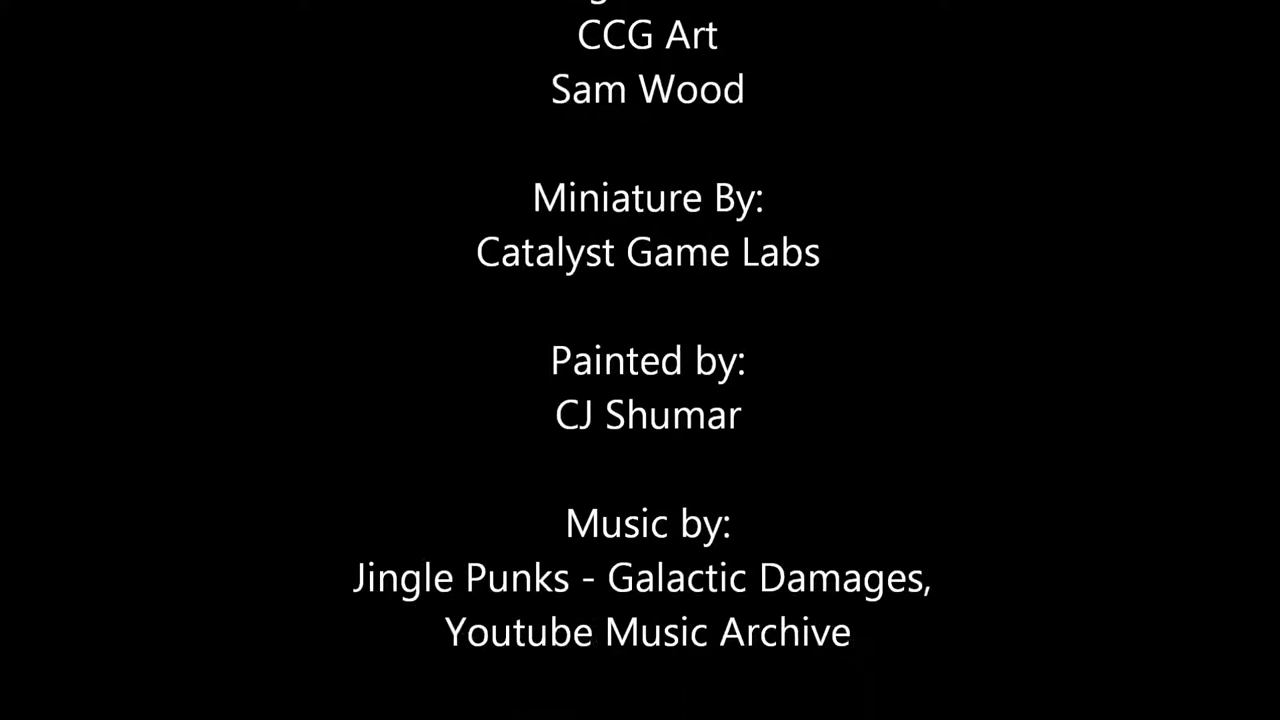 CCG Art
Sam Wood
Miniature By:
Catalyst Game Labs
Painted by:
CJ Shumar
Music by:
Jingle Punks - Galactic Damages,
Youtube Music Archive